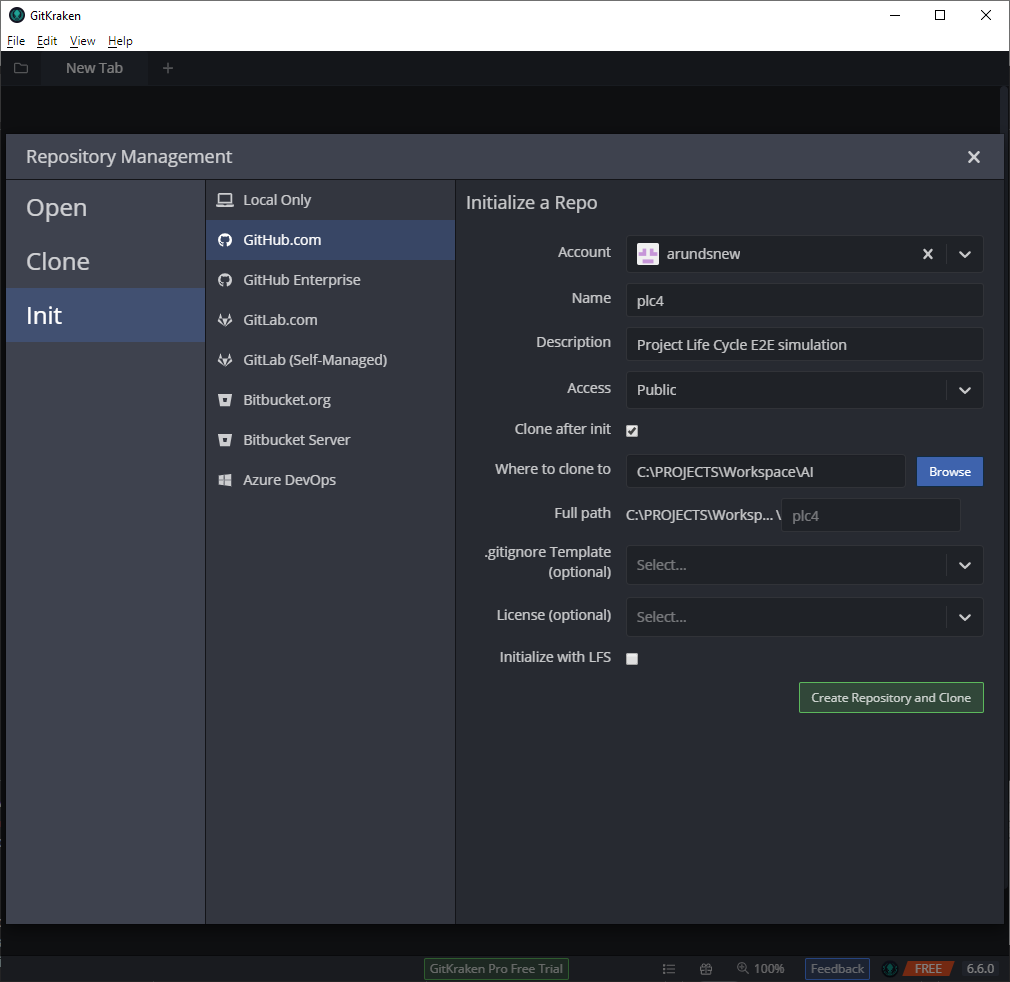 GitKraken
File Edit View Help
New Tab
Repository Management
Open
Clone
Init
Local Only
GitHub.com
GitHub Enterprise
GitLab.com
GitLab (Self-Managed)
Bitbucket.org
Bitbucket Server
Azure DevOps
Initialize a Repo
Account arundsnew
Name plc4
Description Project Life Cycle E2E simulation
Access Public
Clone after init
Where to clone to C:\PROJECTS\Workspace\AI Browse
Full path C:\PROJECTS\Worksp... \ plc4
.gitignore Template
(optional) Select...
License (optional) Select...
Initialize with LFS
Create Repository and Clone
GitKraken Pro Free Trial 100% Feedback FREE 6.6.0